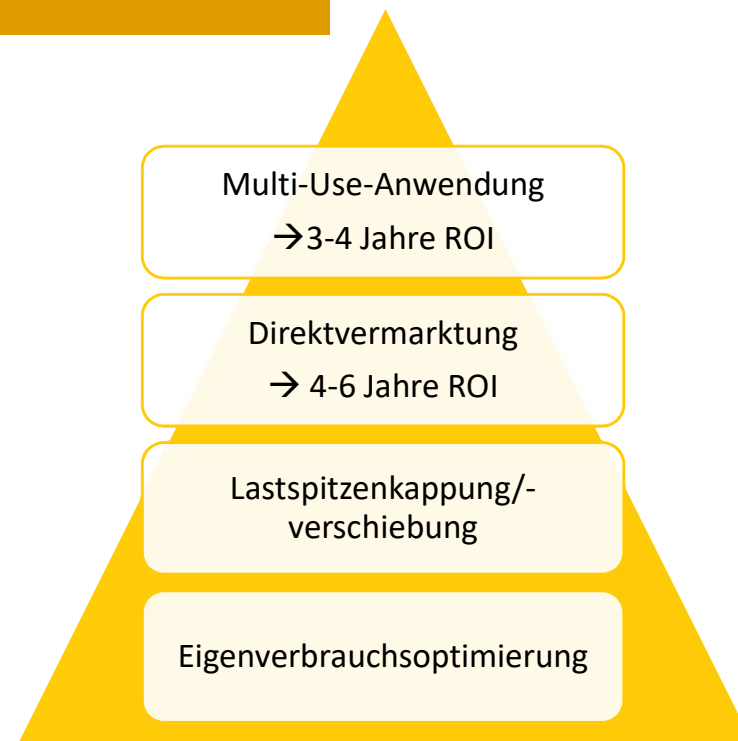 Multi-Use-Anwendung
→3-4 Jahre ROI
Direktvermarktung
→ 4-6 Jahre ROI
Lastspitzenkappung/-
verschiebung
Eigenverbrauchsoptimierung